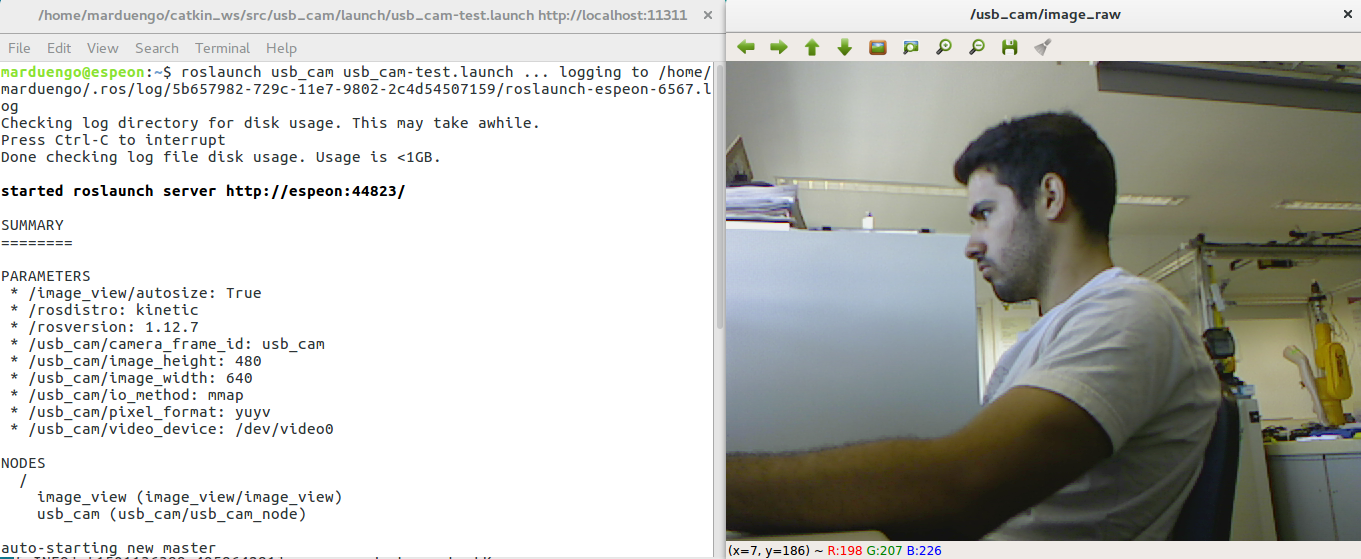 /home/marduengo/catkin_ws/src/usb_cam/launch/usb_cam-test.launch http://localhost:11311
File Edit View Search Terminal Help
marduengo@espeon:~$ roslaunch usb_cam usb_cam-test.launch ... logging to /home/
marduengo/.ros/log/5b657982-729c-11e7-9802-2c4d54507159/roslaunch-espeon-6567.l
og
Checking log directory for disk usage. This may take awhile.
Press Ctrl-C to interrupt
Done checking log file disk usage. Usage is <1GB.
started roslaunch server http://espeon:44823/
SUMMARY
========
PARAMETERS
* /image_view/autosize: True
* /rosdistro: kinetic
* /rosversion: 1.12.7
* /usb_cam/camera_frame_id: usb_cam
* /usb_cam/image_height: 480
* /usb_cam/image_width: 640
* /usb_cam/io_method: mmap
* /usb_cam/pixel_format: yuyv
* /usb_cam/video_device: /dev/video0
NODES
/
image_view (image_view/image_view)
usb_cam (usb_cam/usb_cam_node)
auto-starting new master
/usb_cam/image_raw
(x=7, y=186) ~ R:198 G:207 B:226